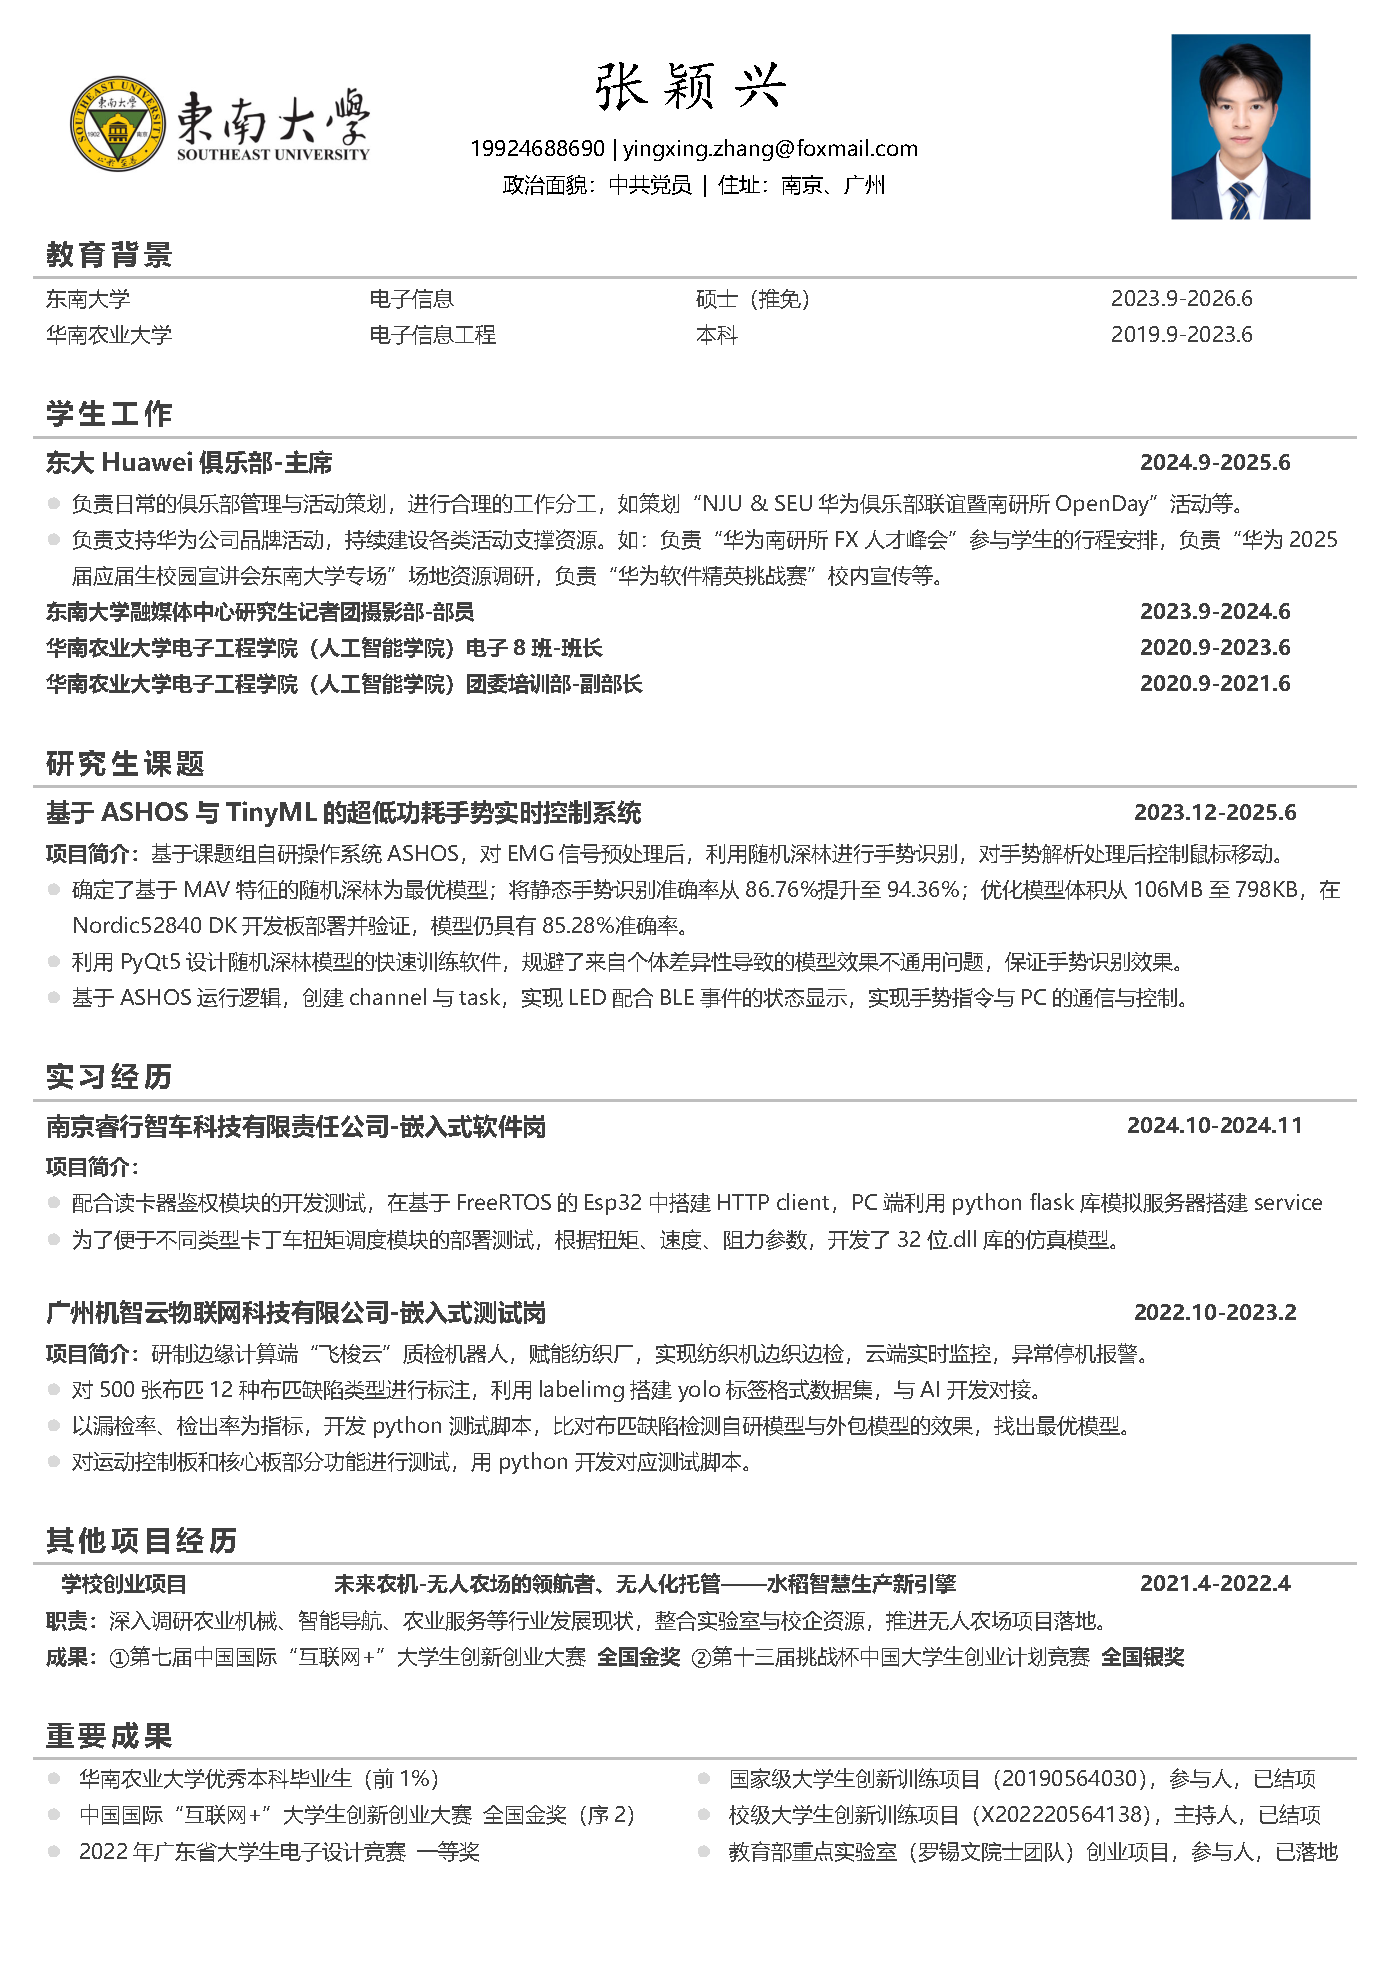 東南大學
SOUTHEAST UNIVERSITY
张颖兴
19924688690 | yingxing.zhang@foxmail.com
政治面貌：中共党员 | 住址：南京、广州
教育背景
东南大学 电子信息 硕士（推免） 2023.9-2026.6
华南农业大学 电子信息工程 本科 2019.9-2023.6
学生工作
东大 Huawei 俱乐部-主席 2024.9-2025.6
负责日常的俱乐部管理与活动策划，进行合理的工作分工，如策划“NJU & SEU 华为俱乐部联谊暨南研所 OpenDay”活动等。
负责支持华为公司品牌活动，持续建设各类活动支撑资源。如：负责“华为南研所 FX 人才峰会”参与学生的行程安排，负责“华为 2025
届应届生校园宣讲会东南大学专场”场地资源调研，负责“华为软件精英挑战赛”校内宣传等。
东南大学融媒体中心研究生记者团摄影部-部员 2023.9-2024.6
华南农业大学电子工程学院（人工智能学院）电子 8 班-班长 2020.9-2023.6
华南农业大学电子工程学院（人工智能学院）团委培训部-副部长 2020.9-2021.6
研究生课题
基于 ASHOS 与 TinyML 的超低功耗手势实时控制系统 2023.12-2025.6
项目简介：基于课题组自研操作系统 ASHOS，对 EMG 信号预处理后，利用随机深林进行手势识别，对手势解析处理后控制鼠标移动。
确定了基于 MAV 特征的随机深林为最优模型；将静态手势识别准确率从 86.76%提升至 94.36%；优化模型体积从 106MB 至 798KB，在
Nordic52840 DK 开发板部署并验证，模型仍具有 85.28%准确率。
利用 PyQt5 设计随机深林模型的快速训练软件，规避了来自个体差异性导致的模型效果不通用问题，保证手势识别效果。
基于 ASHOS 运行逻辑，创建 channel 与 task，实现 LED 配合 BLE 事件的状态显示，实现手势指令与 PC 的通信与控制。
实习经历
南京睿行智车科技有限责任公司-嵌入式软件岗 2024.10-2024.11
项目简介：
配合读卡器鉴权模块的开发测试，在基于 FreeRTOS 的 Esp32 中搭建 HTTP client，PC 端利用 python flask 库模拟服务器搭建 service
为了便于不同类型卡丁车扭矩调度模块的部署测试，根据扭矩、速度、阻力参数，开发了 32 位.dll 库的仿真模型。
广州机智云物联网科技有限公司-嵌入式测试岗 2022.10-2023.2
项目简介：研制边缘计算端“飞梭云”质检机器人，赋能纺织厂，实现纺织机边织边检，云端实时监控，异常停机报警。
对 500 张布匹 12 种布匹缺陷类型进行标注，利用 labelimg 搭建 yolo 标签格式数据集，与 AI 开发对接。
以漏检率、检出率为指标，开发 python 测试脚本，比对布匹缺陷检测自研模型与外包模型的效果，找出最优模型。
对运动控制板和核心板部分功能进行测试，用 python 开发对应测试脚本。
其他项目经历
学校创业项目 未来农机-无人农场的领航者、无人化托管——水稻智慧生产新引擎 2021.4-2022.4
职责：深入调研农业机械、智能导航、农业服务等行业发展现状，整合实验室与校企资源，推进无人农场项目落地。
成果：①第七届中国国际“互联网+”大学生创新创业大赛 全国金奖 ②第十三届挑战杯中国大学生创业计划竞赛 全国银奖
重要成果
华南农业大学优秀本科毕业生（前 1%） 国家级大学生创新训练项目（20190564030），参与人，已结项
中国国际“互联网+”大学生创新创业大赛 全国金奖（序 2） 校级大学生创新训练项目（X202220564138），主持人，已结项
2022 年广东省大学生电子设计竞赛 一等奖 教育部重点实验室（罗锡文院士团队）创业项目，参与人，已落地